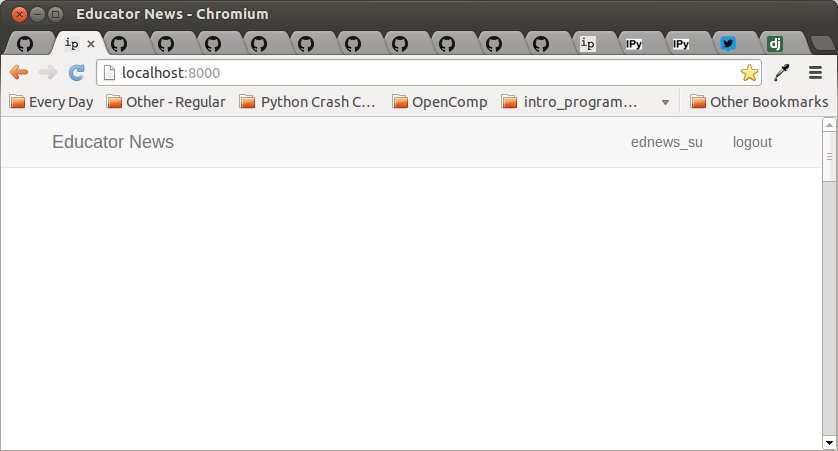 Educator News - Chromium
ip ip IPy IPy dj
localhost:8000
Every Day Other - Regular Python Crash C... OpenComp intro_program... Other Bookmarks
Educator News ednews_su logout